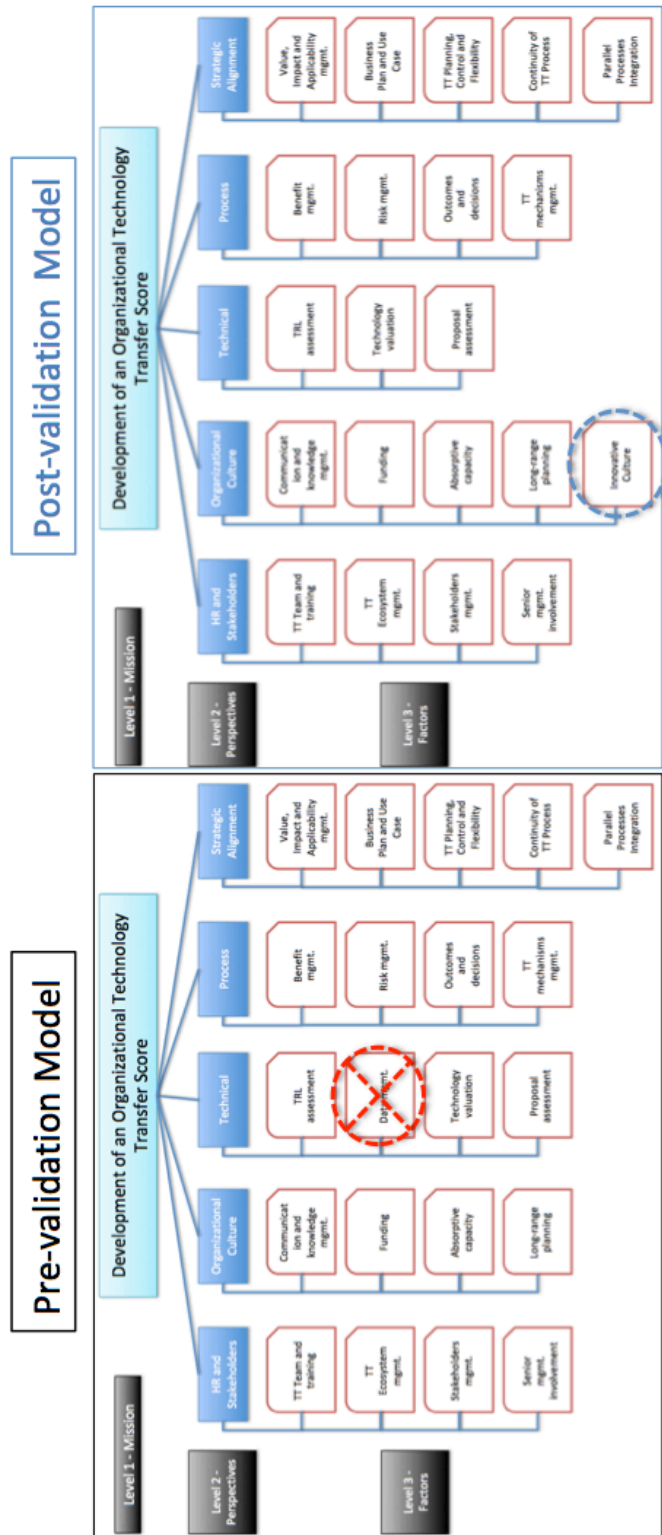 Pre-validation Model
Level 1 - Mission
Development of an Organizational Technology
Transfer Score
Level 2 -
Perspectives
HR and
Stakeholders
Organizational
Culture
Technical
Process
Strategic
Alignment
Level 3 -
Factors
TT Team and
training
TT
Ecosystem
mgmt.
Stakeholders
mgmt.
Senior
mgmt.
involvement
Communicat
ion and
knowledge
mgmt.
Funding
Absorptive
capacity
Long-range
planning
TRL
assessment
Data mgmt.
Technology
valuation
Proposal
assessment
Benefit
mgmt.
Risk mgmt.
Outcomes
and
decisions
TT
mechanisms
mgmt.
Value,
Impact and
Applicability
mgmt.
Business
Plan and Use
Case
TT Planning,
Control and
Flexibility
Continuity of
TT Process
Parallel
Processes
Integration
Post-validation Model
Level 1 - Mission
Development of an Organizational Technology
Transfer Score
Level 2 -
Perspectives
HR and
Stakeholders
Organizational
Culture
Technical
Process
Strategic
Alignment
Level 3 -
Factors
TT Team and
training
TT
Ecosystem
mgmt.
Stakeholders
mgmt.
Senior
mgmt.
involvement
Communicat
ion and
knowledge
mgmt.
Funding
Absorptive
capacity
Long-range
planning
Innovative
Culture
TRL
assessment
Technology
valuation
Proposal
assessment
Benefit
mgmt.
Risk mgmt.
Outcomes
and
decisions
TT
mechanisms
mgmt.
Value,
Impact and
Applicability
mgmt.
Business
Plan and Use
Case
TT Planning,
Control and
Flexibility
Continuity of
TT Process
Parallel
Processes
Integration